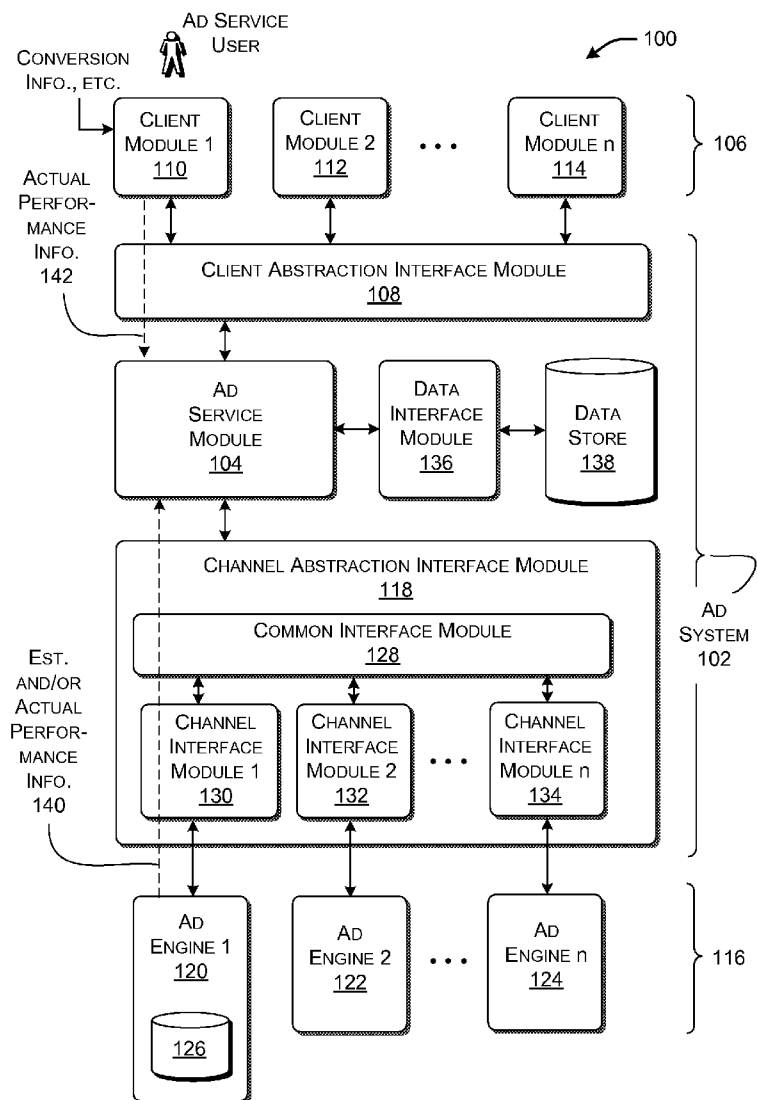 AD SERVICE
USER
100
CONVERSION
INFO., ETC.
CLIENT
MODULE 1
110
CLIENT
MODULE 2
112
• • •
CLIENT
MODULE n
114
106
ACTUAL
PERFOR-
MANCE
INFO.
142
CLIENT ABSTRACTION INTERFACE MODULE
108
AD
SERVICE
MODULE
104
DATA
INTERFACE
MODULE
136
DATA
STORE
138
CHANNEL ABSTRACTION INTERFACE MODULE
118
COMMON INTERFACE MODULE
128
AD
SYSTEM
102
EST.
AND/OR
ACTUAL
PERFOR-
MANCE
INFO.
140
CHANNEL
INTERFACE
MODULE 1
130
CHANNEL
INTERFACE
MODULE 2
132
• • •
CHANNEL
INTERFACE
MODULE n
134
AD
ENGINE 1
120
126
AD
ENGINE 2
122
• • •
AD
ENGINE n
124
116